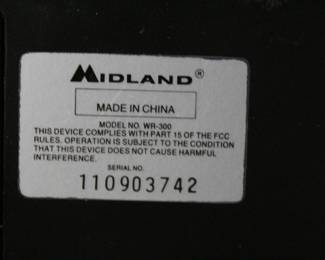 MIDLAND®
MADE IN CHINA
MODEL NO. WR-300
THIS DEVICE COMPLIES WITH PART 15 OF THE FCC
RULES. OPERATION IS SUBJECT TO THE CONDITION
THAT THIS DEVICE DOES NOT CAUSE HARMFUL
INTERFERENCE.
SERIAL NO.
110903742